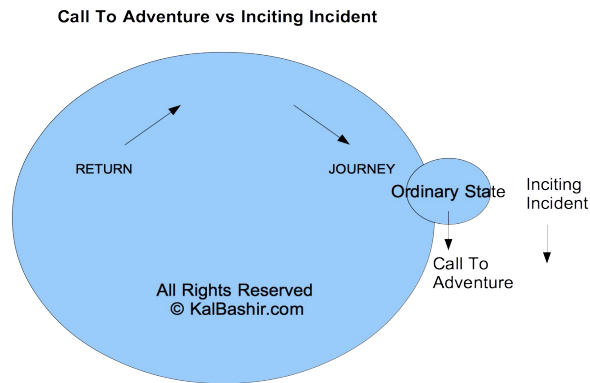 Call To Adventure vs Inciting Incident
RETURN
JOURNEY
Ordinary State
Inciting
Incident
Call To
Adventure
All Rights Reserved
© KalBashir.com